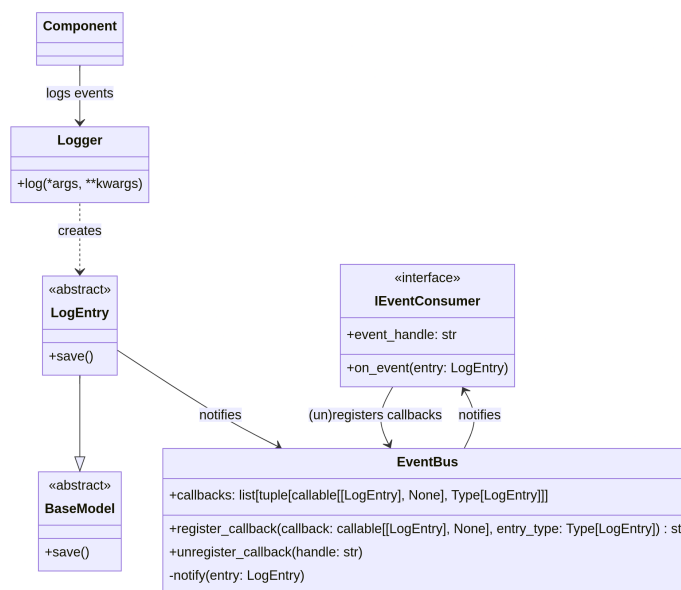 Component
logs events
Logger
+log(*args, **kwargs)
creates
«abstract»
LogEntry
+save()
«interface»
IEventConsumer
+event_handle: str
+on_event(entry: LogEntry)
notifies
(un)registers callbacks
notifies
«abstract»
BaseModel
+save()
EventBus
+callbacks: list[tuple[callable[[LogEntry], None], Type[LogEntry]]]
+register_callback(callback: callable[[LogEntry], None], entry_type: Type[LogEntry]) : st
+unregister_callback(handle: str)
-notify(entry: LogEntry)